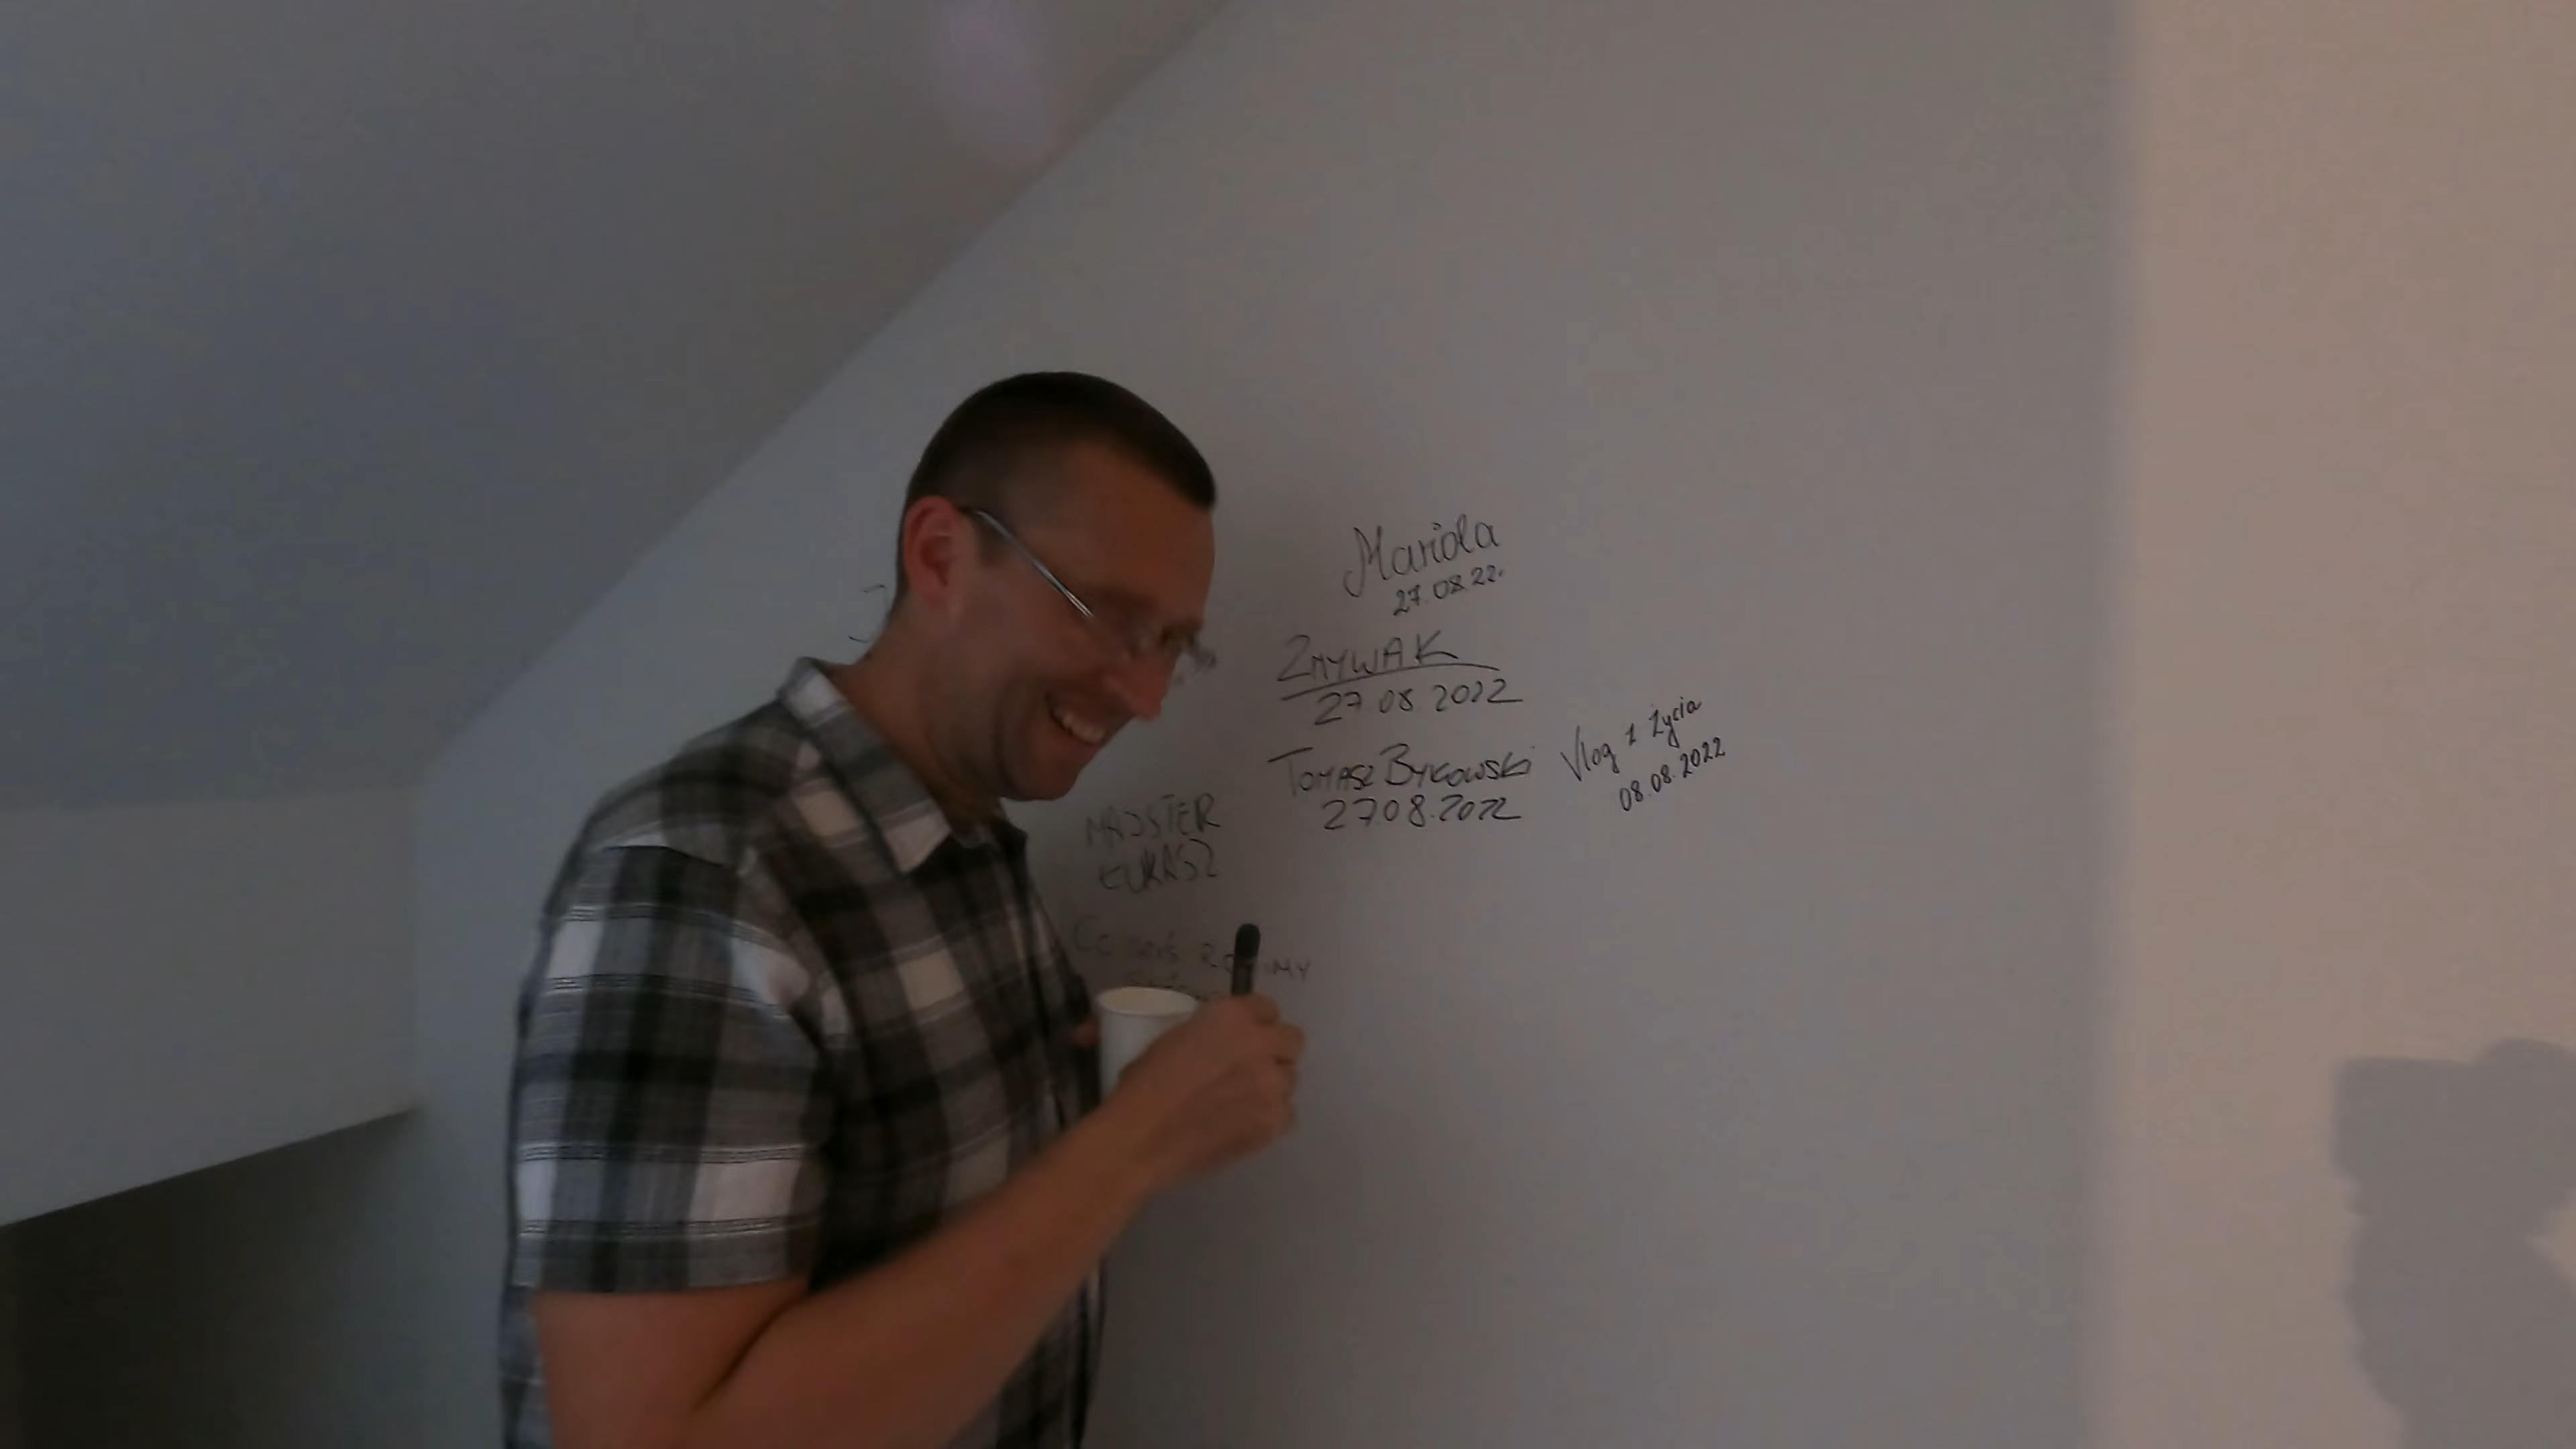 Mariola
27.08.22.
ZMYWAK
27 08 2022
TOMASZ BYKOWSKI
27.08.2022
Vlog z Życia
08.08.2022
MAJSTER
ŁUKASZ